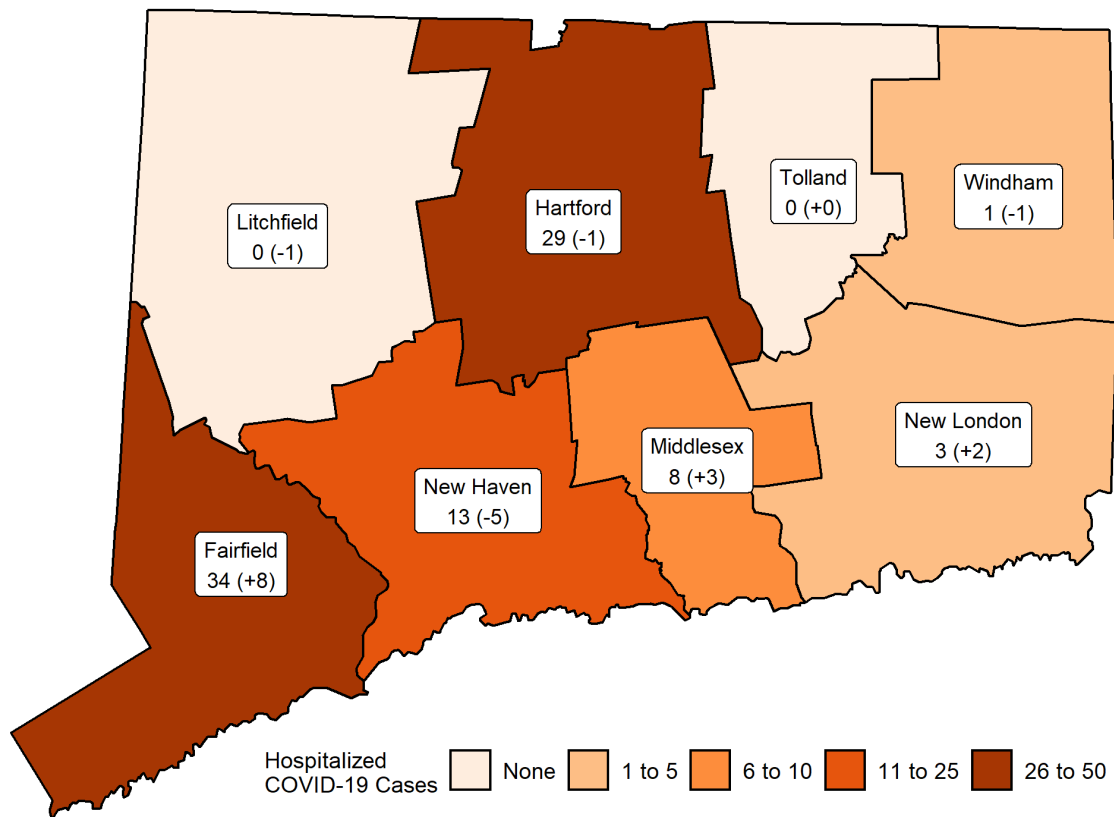 Tolland
0 (+0)
Windham
1 (-1)
Hartford
29 (-1)
Litchfield
0 (-1)
New London
3 (+2)
Middlesex
8 (+3)
New Haven
13 (-5)
Fairfield
34 (+8)
Hospitalized
COVID-19 Cases
None
1 to 5
6 to 10
11 to 25
26 to 50